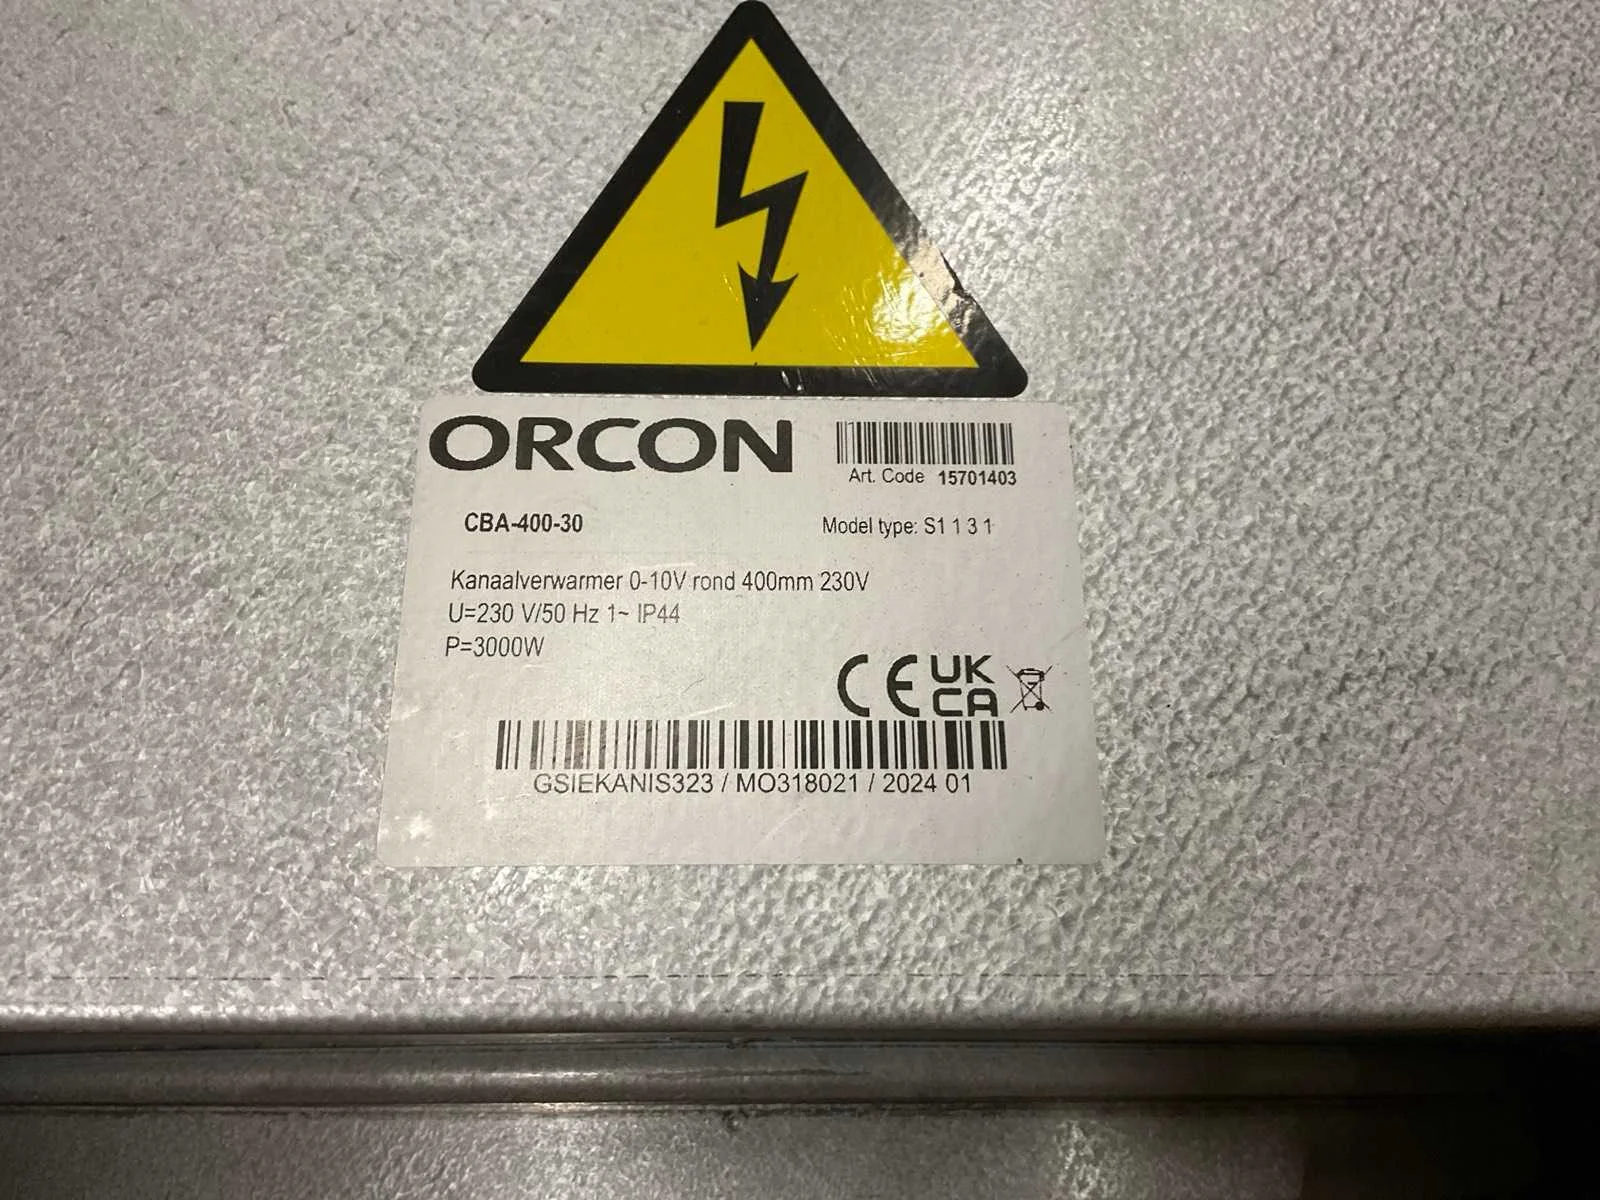 ORCON
Art. Code 15701403
CBA-400-30
Model type: S1 1 3 1
Kanaalverwarmer 0-10V rond 400mm 230V
U=230 V/50 Hz 1~ IP44
P=3000W
CE UK
CA
GSIEKANIS323 / MO318021 / 2024 01